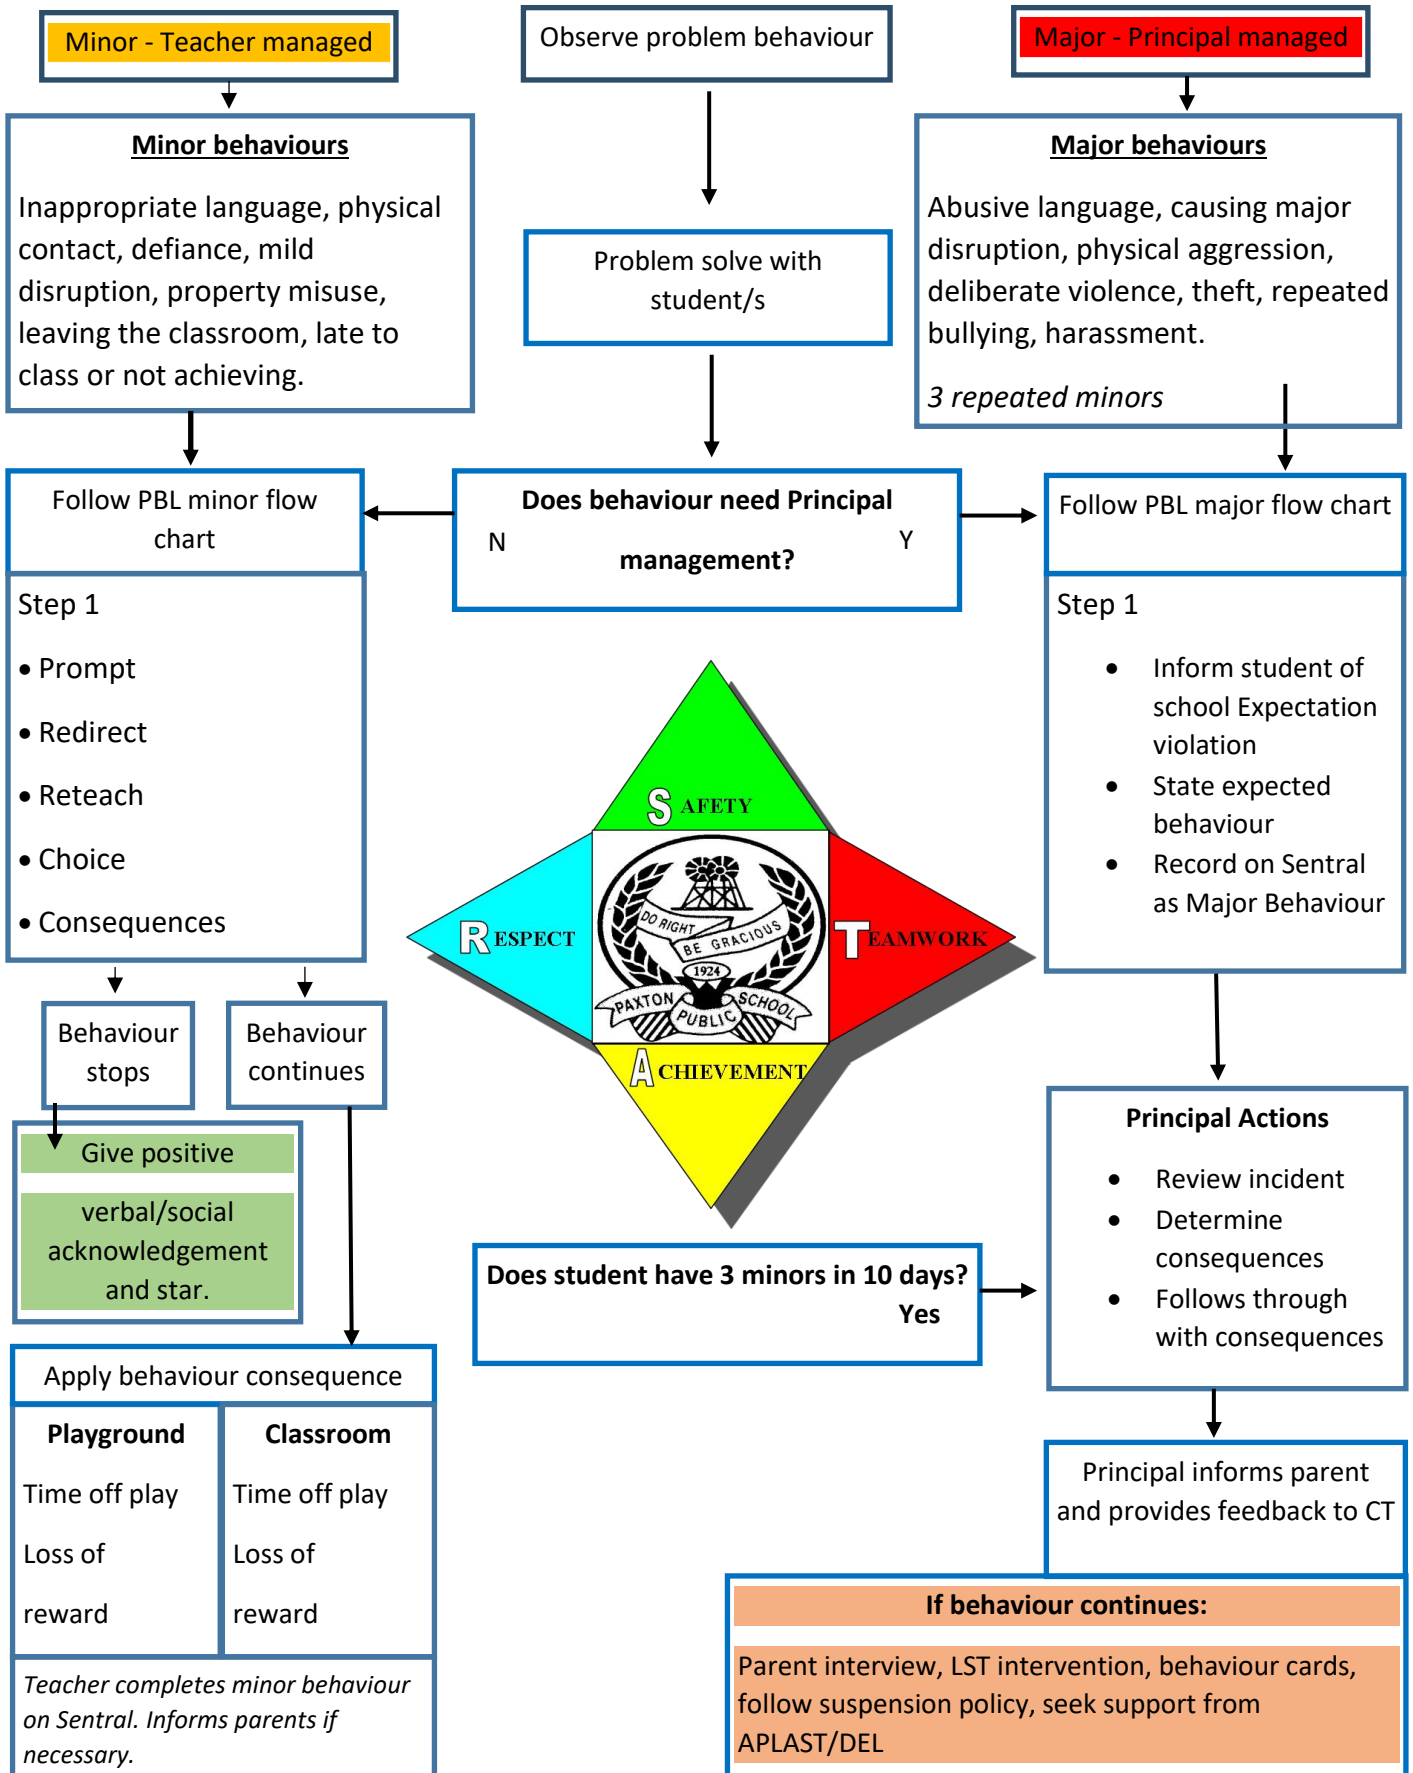 Minor - Teacher managed
Observe problem behaviour
Major - Principal managed
Minor behaviours
Inappropriate language, physical
contact, defiance, mild
disruption, property misuse,
leaving the classroom, late to
class or not achieving.
Problem solve with
student/s
Major behaviours
Abusive language, causing major
disruption, physical aggression,
deliberate violence, theft, repeated
bullying, harassment.
3 repeated minors
Follow PBL minor flow
chart
Does behaviour need Principal
N
Y
management?
Follow PBL major flow chart
Step 1
• Prompt
• Redirect
• Reteach
• Choice
• Consequences
Step 1
• Inform student of
school Expectation
violation
• State expected
behaviour
• Record on Sentral
as Major Behaviour
SAFETY
RESPECT
DO RIGHT
BE GRACIOUS
1924
PAXTON
PUBLIC
SCHOOL
TEAMWORK
ACHIEVEMENT
Behaviour
stops
Behaviour
continues
Give positive
verbal/social
acknowledgement
and star.
Principal Actions
• Review incident
• Determine
consequences
• Follows through
with consequences
Does student have 3 minors in 10 days?
Yes
Apply behaviour consequence
Playground
Time off play
Loss of
reward
Classroom
Time off play
Loss of
reward
Teacher completes minor behaviour
on Sentral. Informs parents if
necessary.
Principal informs parent
and provides feedback to CT
If behaviour continues:
Parent interview, LST intervention, behaviour cards,
follow suspension policy, seek support from
APLAST/DEL